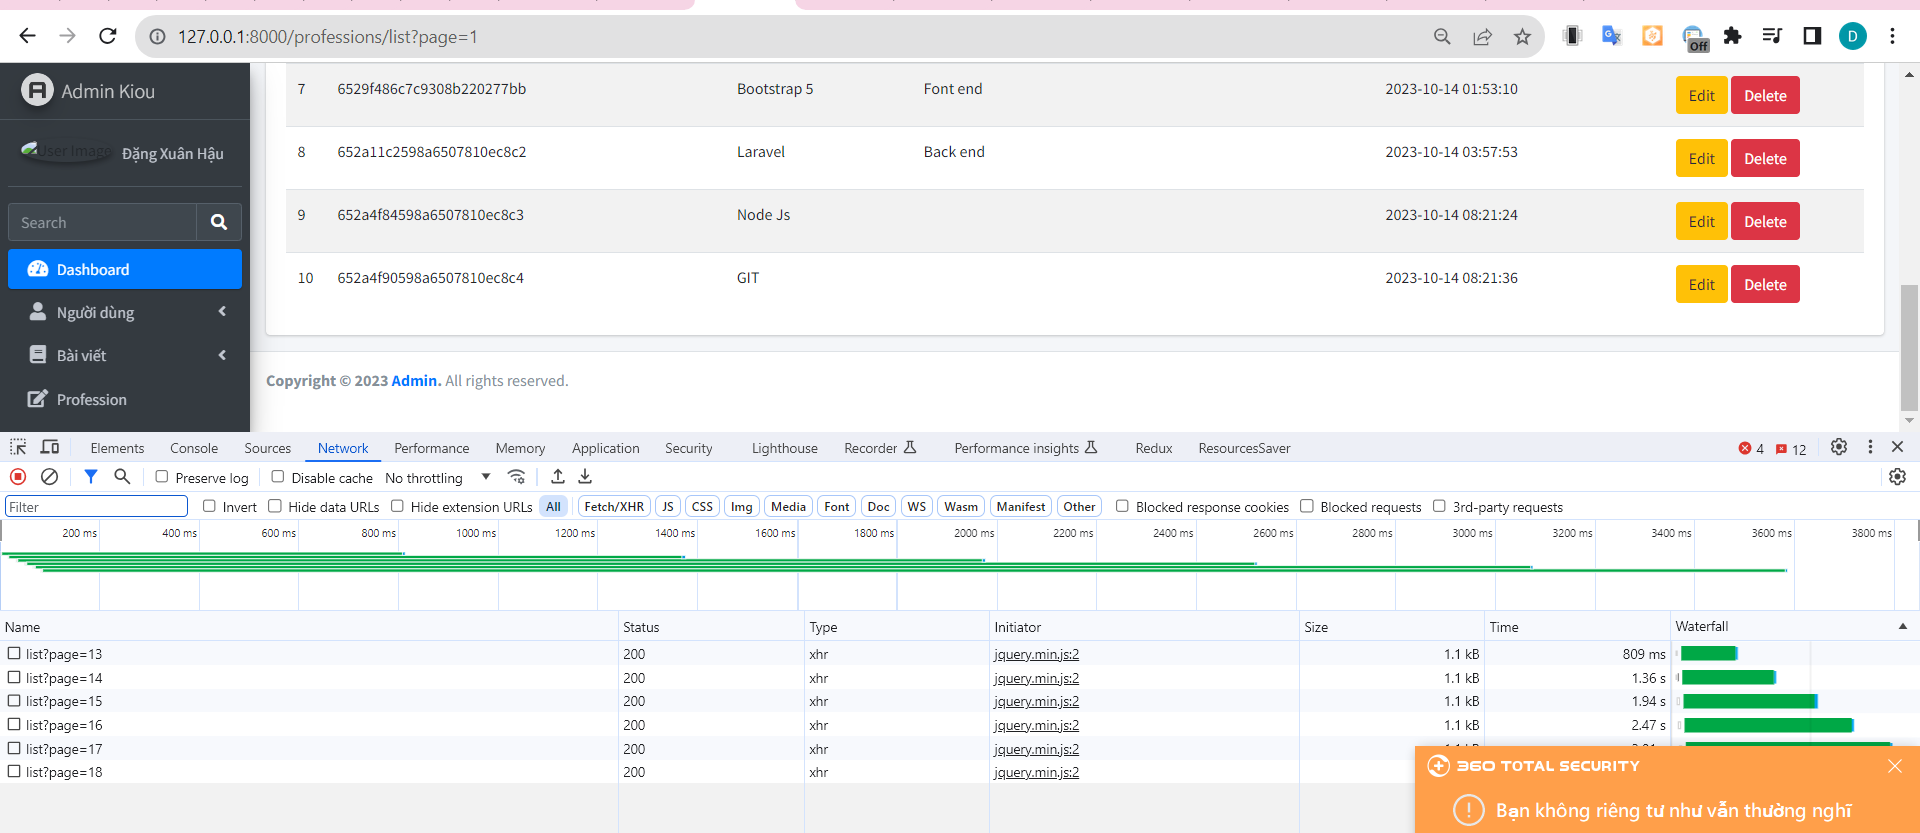 127.0.0.1:8000/professions/list?page=1
Off
D
Admin Kiou
User Image Đặng Xuân Hậu
Search
Dashboard
Người dùng
Bài viết
Profession
7 6529f486c7c9308b220277bb Bootstrap 5 Font end 2023-10-14 01:53:10 Edit Delete
8 652a11c2598a6507810ec8c2 Laravel Back end 2023-10-14 03:57:53 Edit Delete
9 652a4f84598a6507810ec8c3 Node Js 2023-10-14 08:21:24 Edit Delete
10 652a4f90598a6507810ec8c4 GIT 2023-10-14 08:21:36 Edit Delete
Copyright © 2023 Admin. All rights reserved.
Elements Console Sources Network Performance Memory Application Security Lighthouse Recorder Performance insights Redux ResourcesSaver 4 12
Preserve log Disable cache No throttling
Filter Invert Hide data URLs Hide extension URLs All Fetch/XHR JS CSS Img Media Font Doc WS Wasm Manifest Other Blocked response cookies Blocked requests 3rd-party requests
200 ms 400 ms 600 ms 800 ms 1000 ms 1200 ms 1400 ms 1600 ms 1800 ms 2000 ms 2200 ms 2400 ms 2600 ms 2800 ms 3000 ms 3200 ms 3400 ms 3600 ms 3800 ms
Name Status Type Initiator Size Time Waterfall
list?page=13 200 xhr jquery.min.js:2 1.1 kB 809 ms
list?page=14 200 xhr jquery.min.js:2 1.1 kB 1.36 s
list?page=15 200 xhr jquery.min.js:2 1.1 kB 1.94 s
list?page=16 200 xhr jquery.min.js:2 1.1 kB 2.47 s
list?page=17 200 xhr jquery.min.js:2
list?page=18 200 xhr jquery.min.js:2
360 TOTAL SECURITY
Bạn không riêng tư như vẫn thường nghĩ